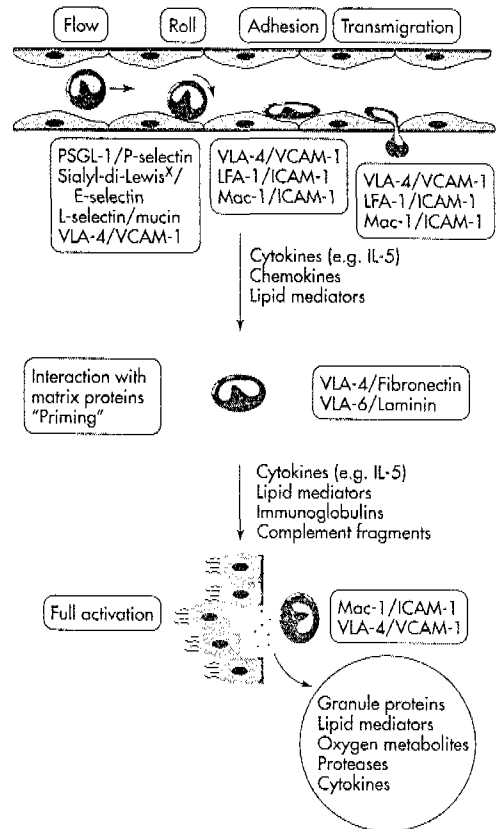 Flow
Roll
Adhesion
Transmigration
PSGL-1/P-selectin
Sialyl-di-Lewisˣ/
E-selectin
L-selectin/mucin
VLA-4/VCAM-1
VLA-4/VCAM-1
LFA-1/ICAM-1
Mac-1/ICAM-1
VLA-4/VCAM-1
LFA-1/ICAM-1
Mac-1/ICAM-1
Cytokines (e.g. IL-5)
Chemokines
Lipid mediators
Interaction with
matrix proteins
"Priming"
VLA-4/Fibronectin
VLA-6/Laminin
Cytokines (e.g. IL-5)
Lipid mediators
Immunoglobulins
Complement fragments
Full activation
Mac-1/ICAM-1
VLA-4/VCAM-1
Granule proteins
Lipid mediators
Oxygen metabolites
Proteases
Cytokines